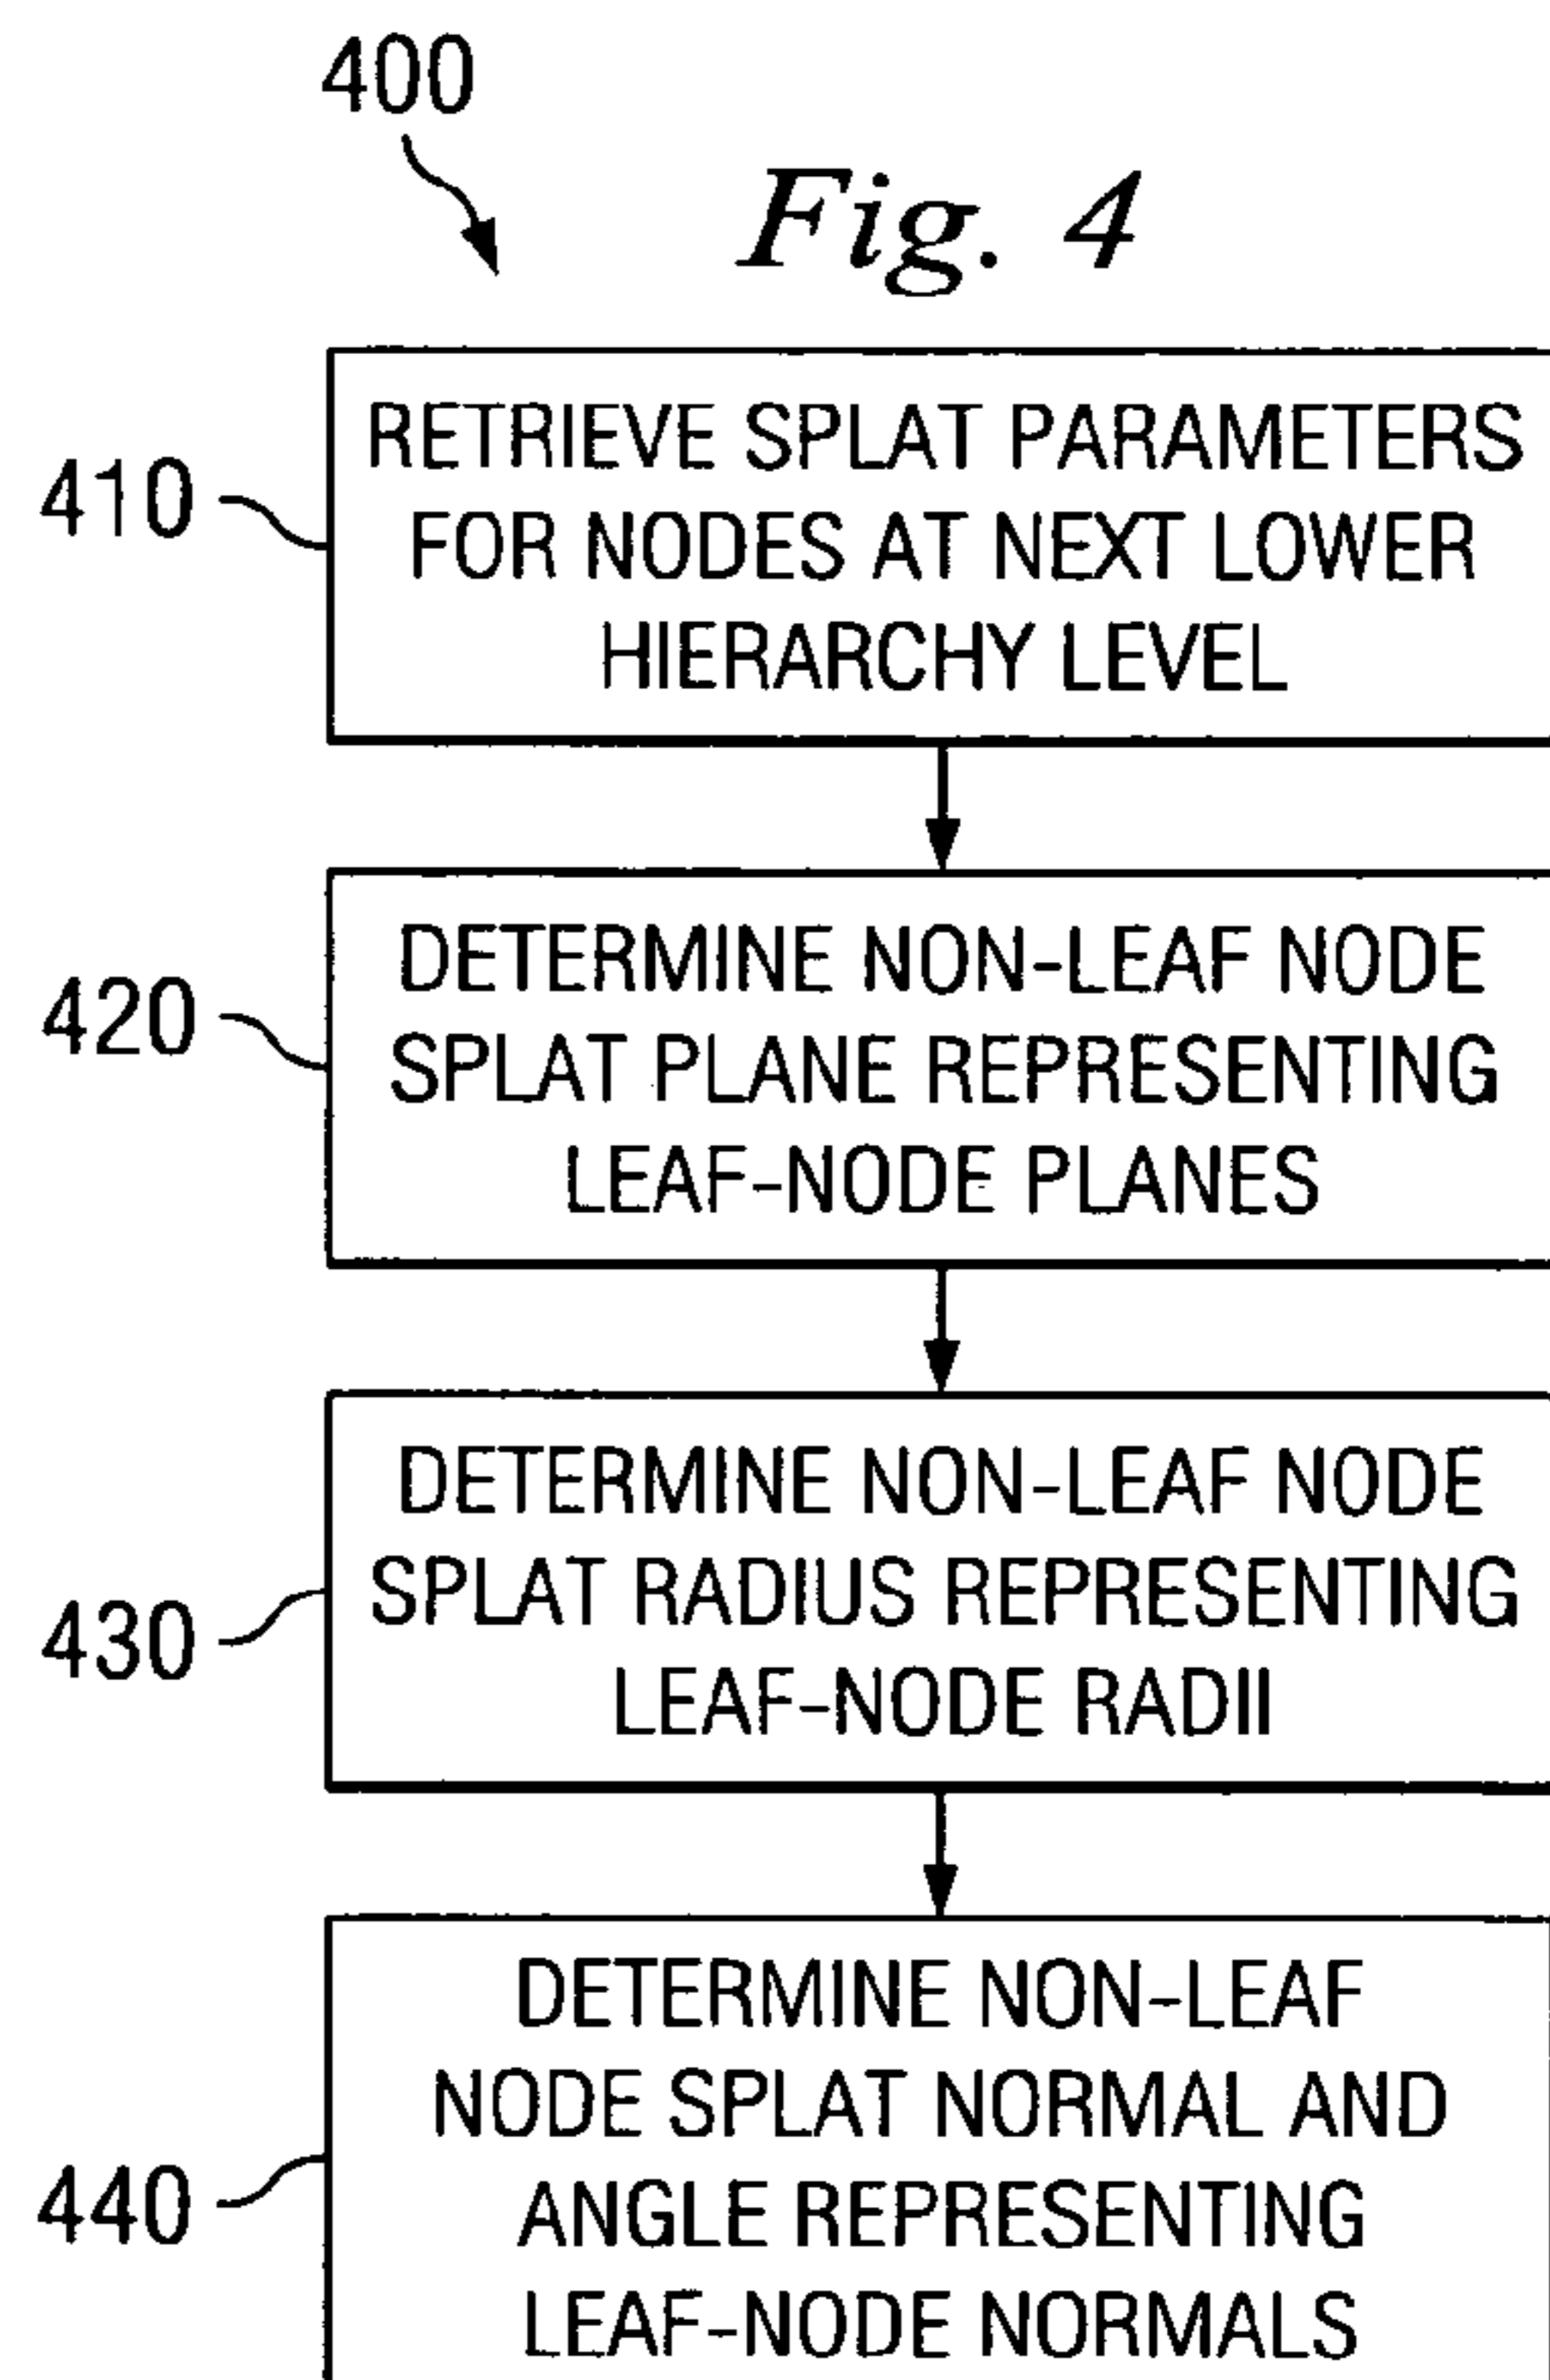 400
Fig. 4
410
RETRIEVE SPLAT PARAMETERS
FOR NODES AT NEXT LOWER
HIERARCHY LEVEL
420
DETERMINE NON-LEAF NODE
SPLAT PLANE REPRESENTING
LEAF-NODE PLANES
430
DETERMINE NON-LEAF NODE
SPLAT RADIUS REPRESENTING
LEAF-NODE RADII
440
DETERMINE NON-LEAF
NODE SPLAT NORMAL AND
ANGLE REPRESENTING
LEAF-NODE NORMALS